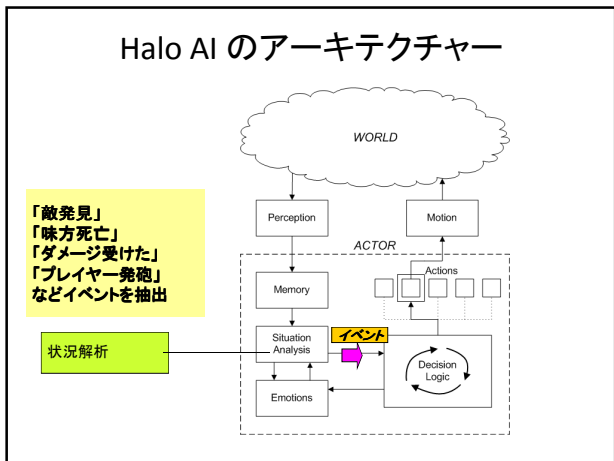 Halo AI のアーキテクチャー
WORLD
「敵発見」
「味方死亡」
「ダメージ受けた」
「プレイヤー発砲」
などイベントを抽出
Perception
Motion
ACTOR
Actions
Memory
状況解析
Situation
Analysis
イベント
Decision
Logic
Emotions